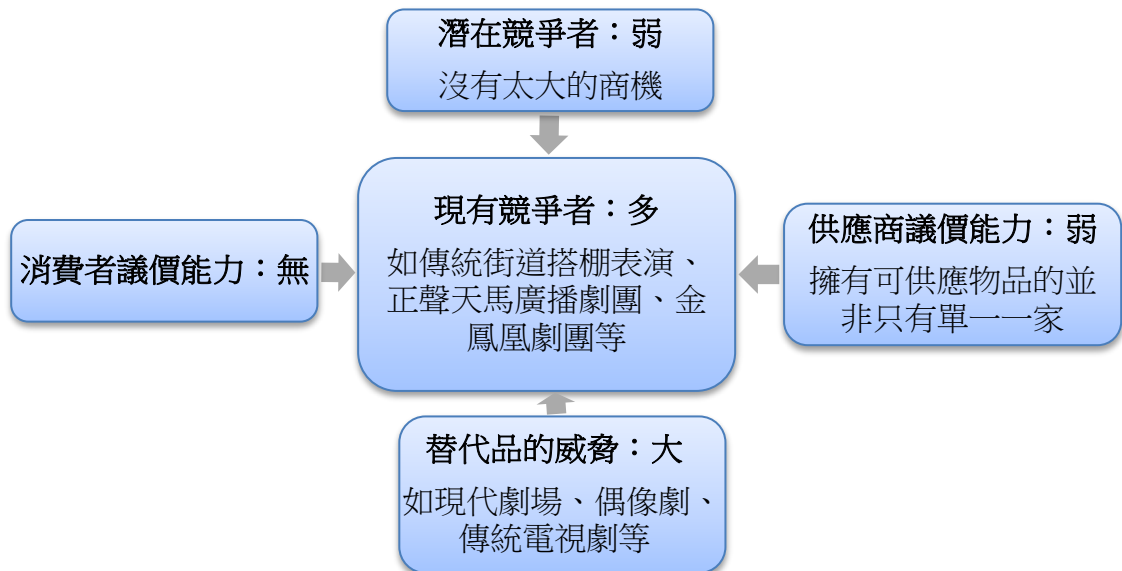 潛在競爭者：弱
沒有太大的商機
現有競爭者：多
如傳統街道搭棚表演、
正聲天馬廣播劇團、金
鳳凰劇團等
消費者議價能力：無
供應商議價能力：弱
擁有可供應物品的並
非只有單一一家
替代品的威脅：大
如現代劇場、偶像劇、
傳統電視劇等